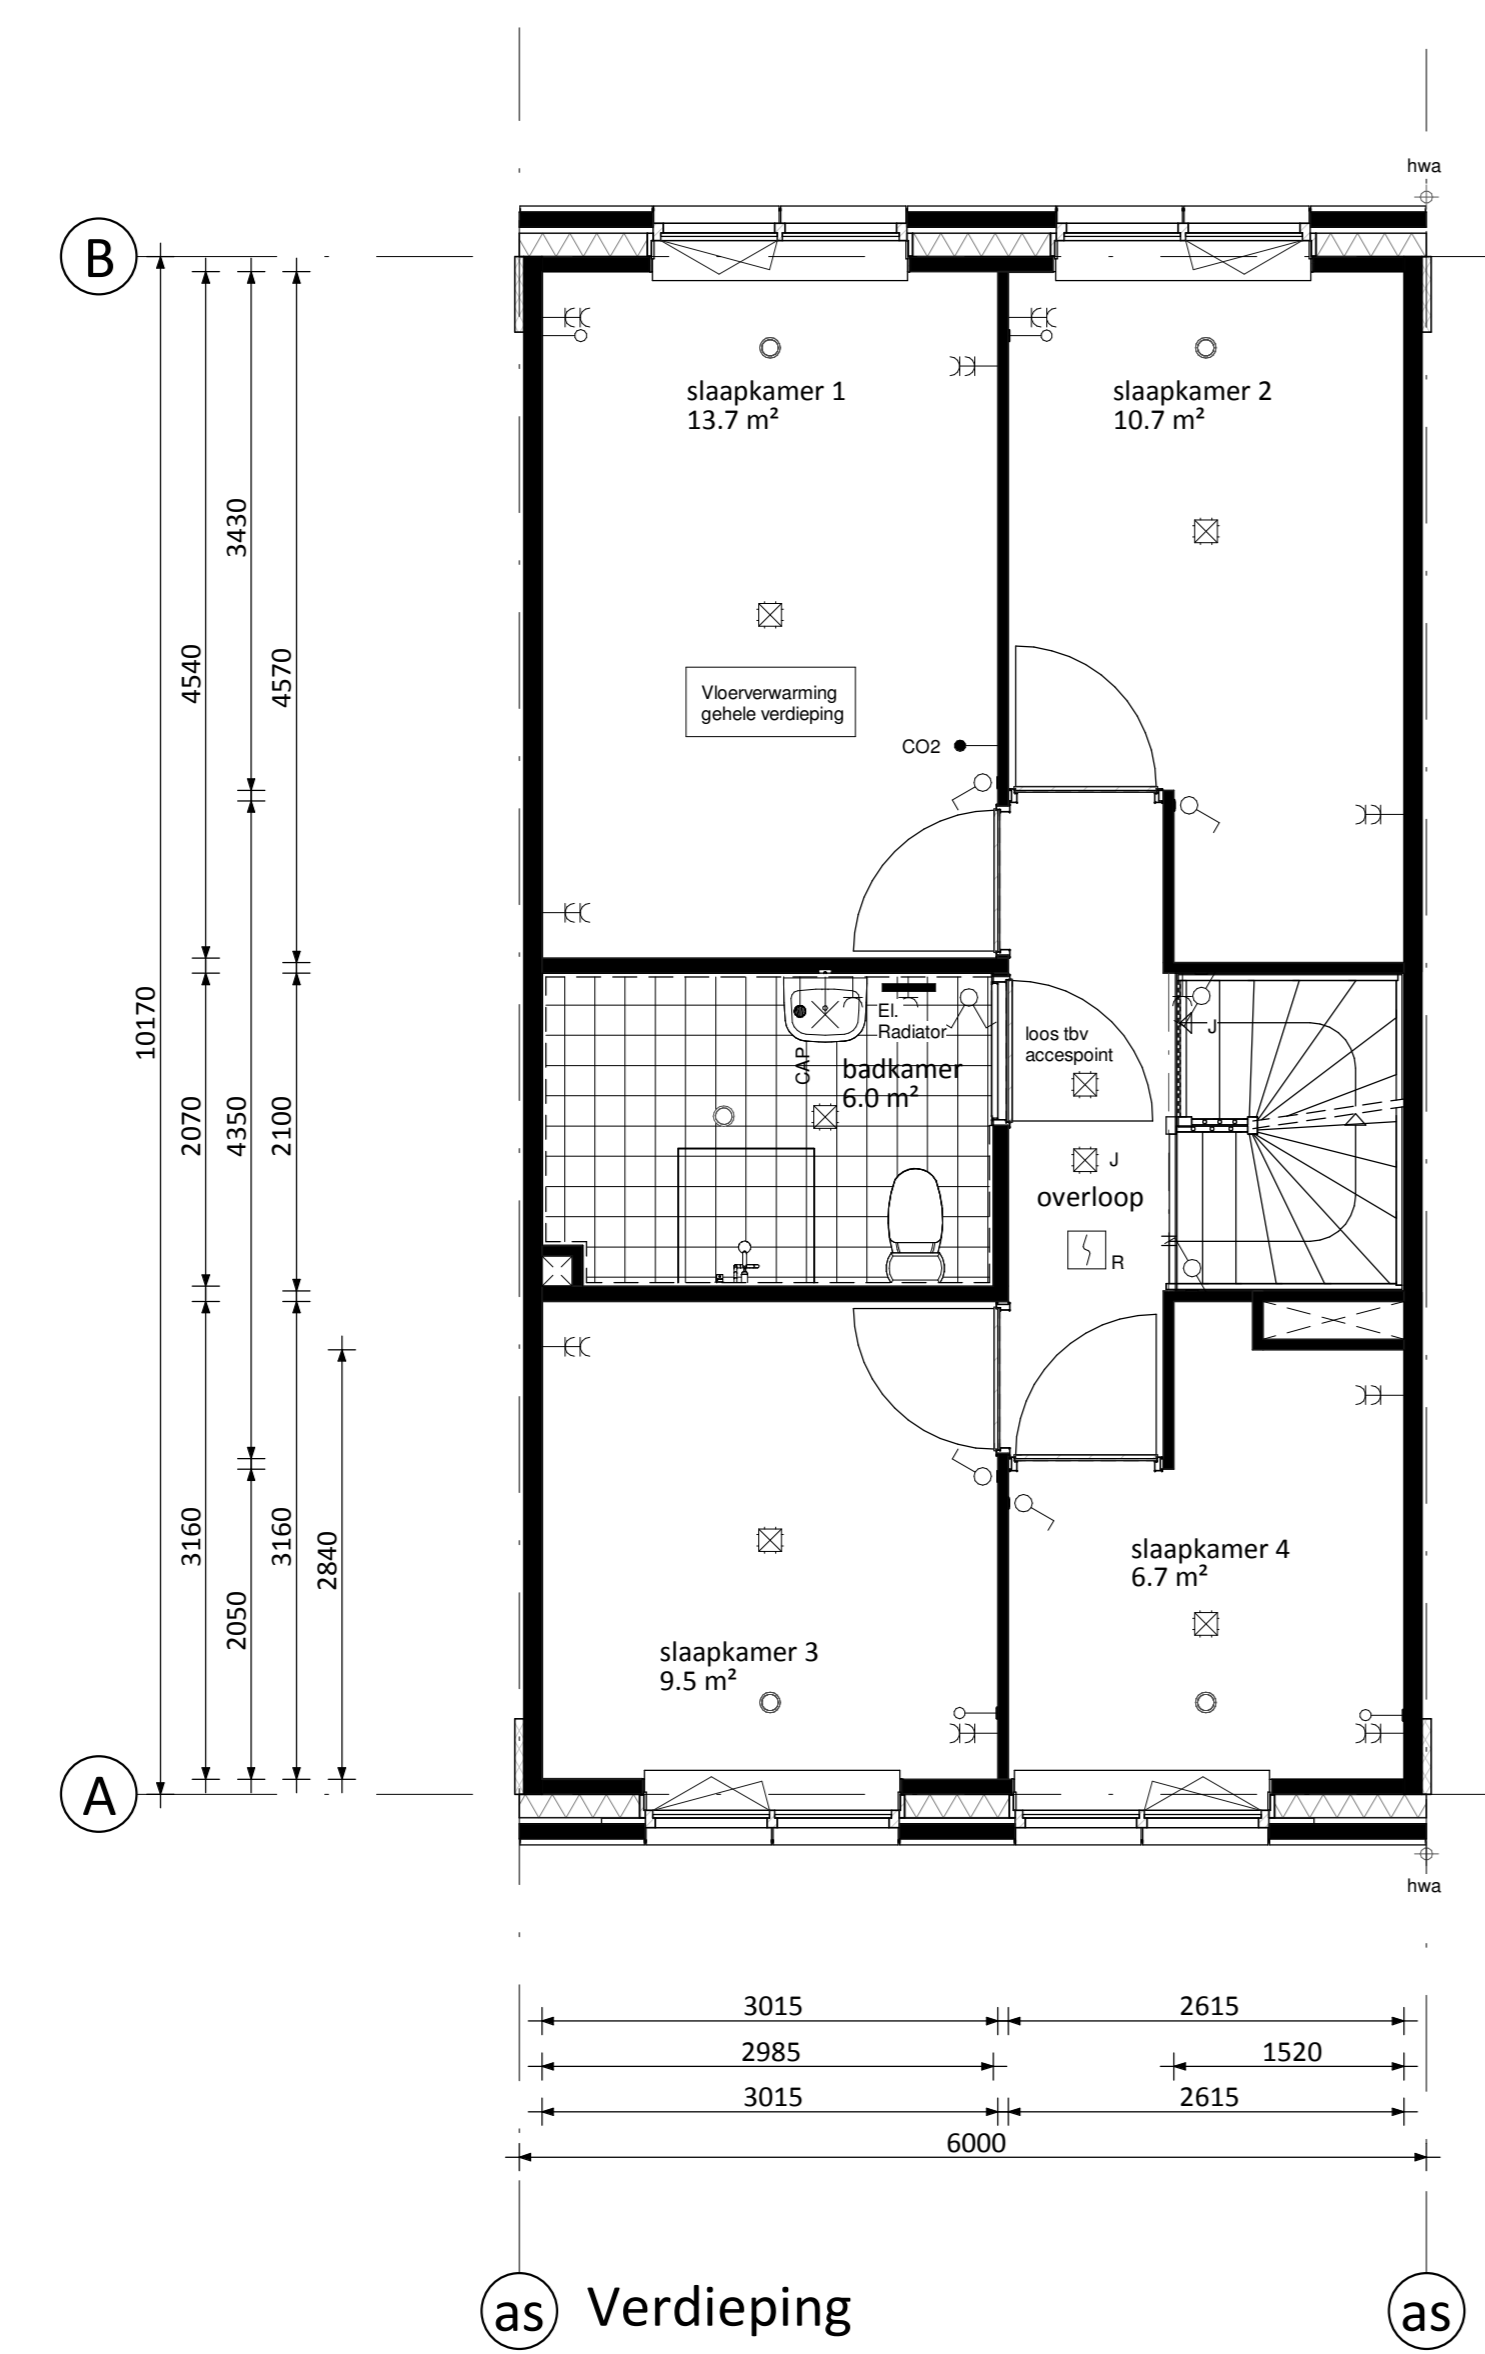 hwa
B
slaapkamer 1
13.7 m²
slaapkamer 2
10.7 m²
3430
4540
4570
Vloerverwarming
gehele verdieping
CO2
10170
El.
Radiator
CAP
badkamer
6.0 m²
loos tbv
accespoint
J
2070
4350
2100
J
overloop
R
3160
2050
3160
2840
slaapkamer 4
6.7 m²
slaapkamer 3
9.5 m²
A
hwa
3015
2615
2985
1520
3015
2615
6000
as
Verdieping
as